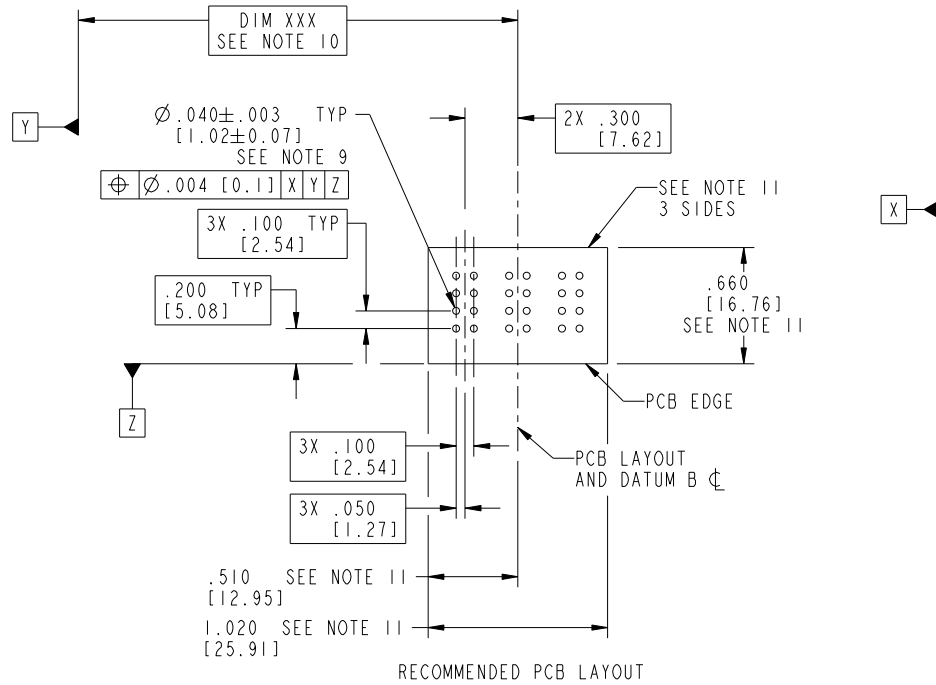 DIM XXX
SEE NOTE 10
Y
Ø.040±.003 TYP
[1.02±0.07]
SEE NOTE 9
⌖ Ø.004 [0.1] X Y Z
2X .300
[7.62]
SEE NOTE 11
3 SIDES
X
3X .100 TYP
[2.54]
.200 TYP
[5.08]
.660
[16.76]
SEE NOTE 11
Z
PCB EDGE
3X .100
[2.54]
PCB LAYOUT
AND DATUM B ℄
3X .050
[1.27]
.510 SEE NOTE 11
[12.95]
1.020 SEE NOTE 11
[25.91]
RECOMMENDED PCB LAYOUT